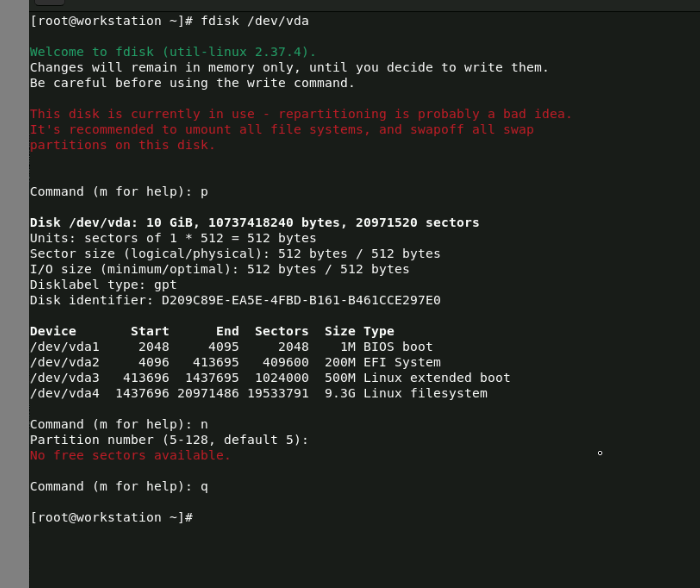 [root@workstation ~]# fdisk /dev/vda
Welcome to fdisk (util-linux 2.37.4).
Changes will remain in memory only, until you decide to write them.
Be careful before using the write command.
This disk is currently in use - repartitioning is probably a bad idea.
It's recommended to umount all file systems, and swapoff all swap
partitions on this disk.
Command (m for help): p
Disk /dev/vda: 10 GiB, 10737418240 bytes, 20971520 sectors
Units: sectors of 1 * 512 = 512 bytes
Sector size (logical/physical): 512 bytes / 512 bytes
I/O size (minimum/optimal): 512 bytes / 512 bytes
Disklabel type: gpt
Disk identifier: D209C89E-EA5E-4FBD-B161-B461CCE297E0
Device       Start      End  Sectors  Size Type
/dev/vda1     2048     4095     2048    1M BIOS boot
/dev/vda2     4096   413695   409600  200M EFI System
/dev/vda3   413696  1437695  1024000  500M Linux extended boot
/dev/vda4  1437696 20971486 19533791  9.3G Linux filesystem
Command (m for help): n
Partition number (5-128, default 5):
No free sectors available.
Command (m for help): q
[root@workstation ~]#